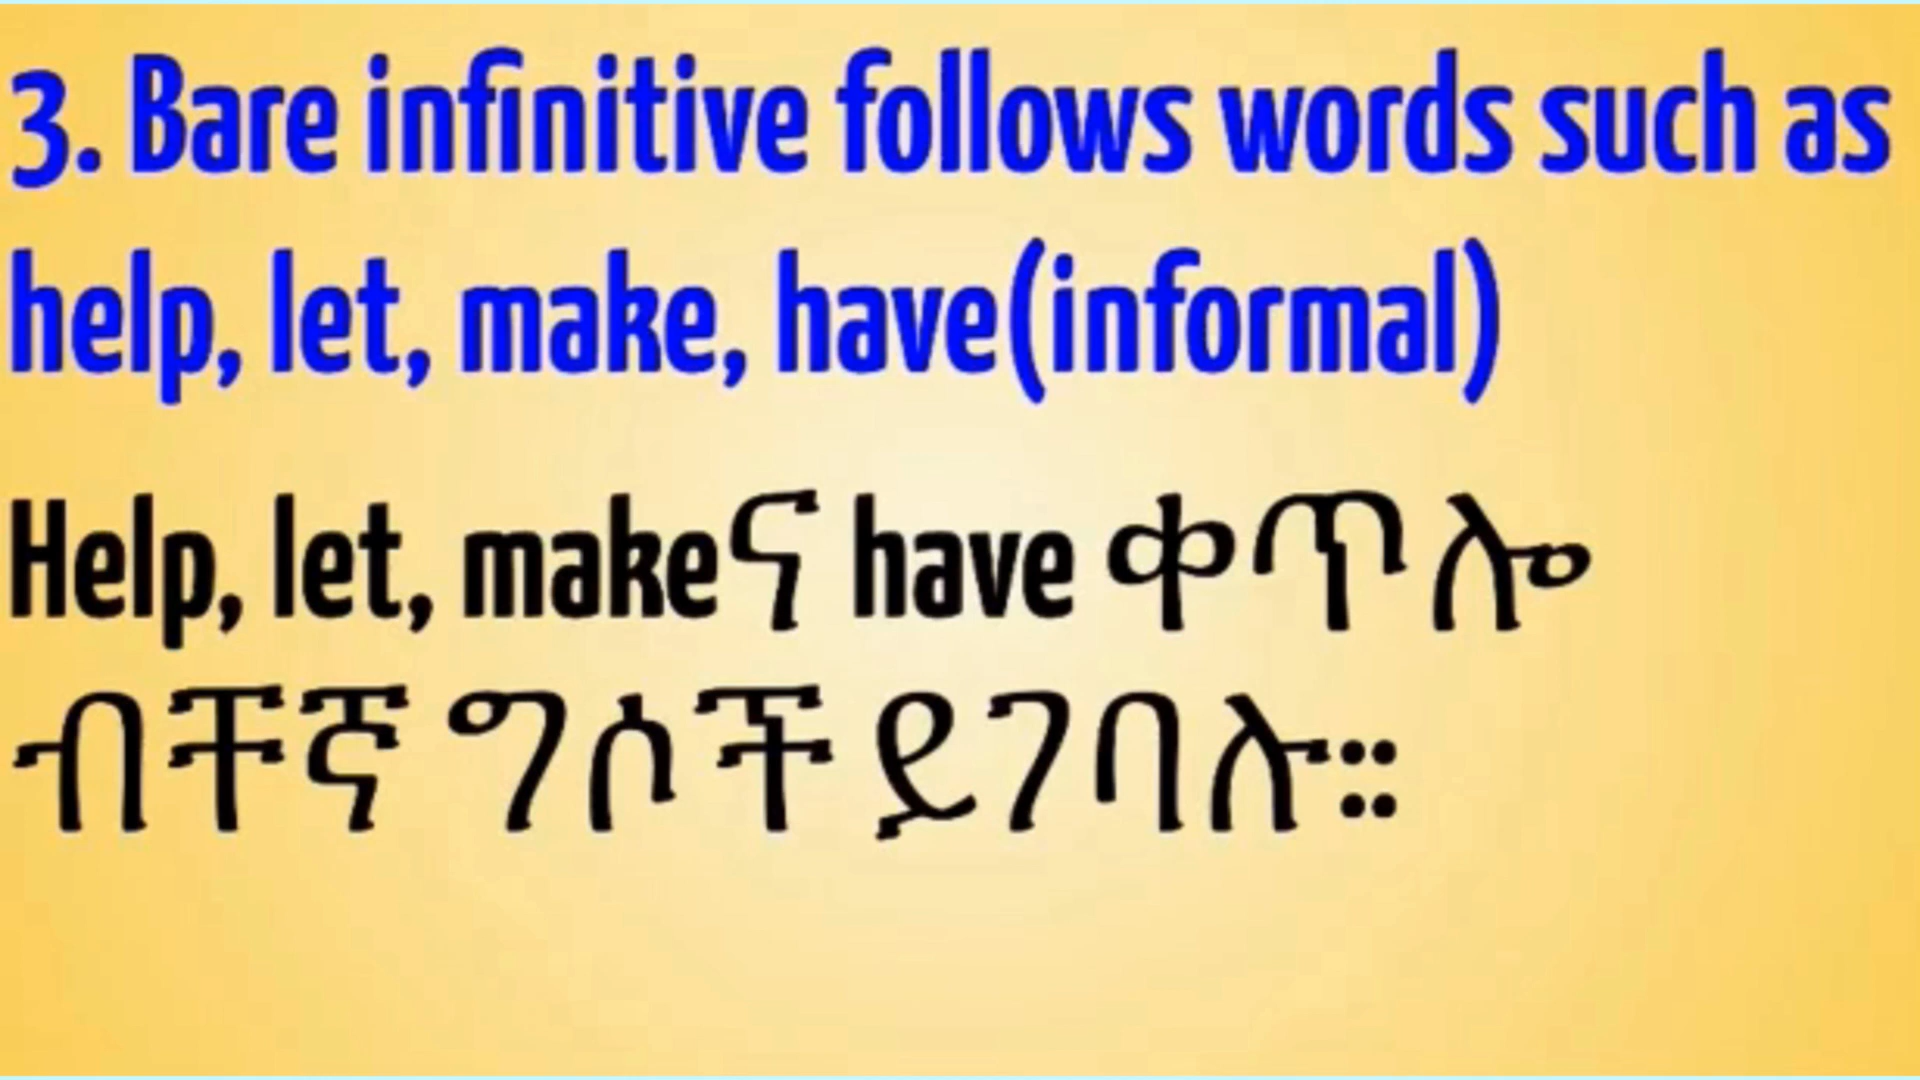 3. Bare infinitive follows words such as
help, let, make, have(informal)
Help, let, makeና have ቀጥሎ
ብቸኛ ግሶች ይገባሉ።